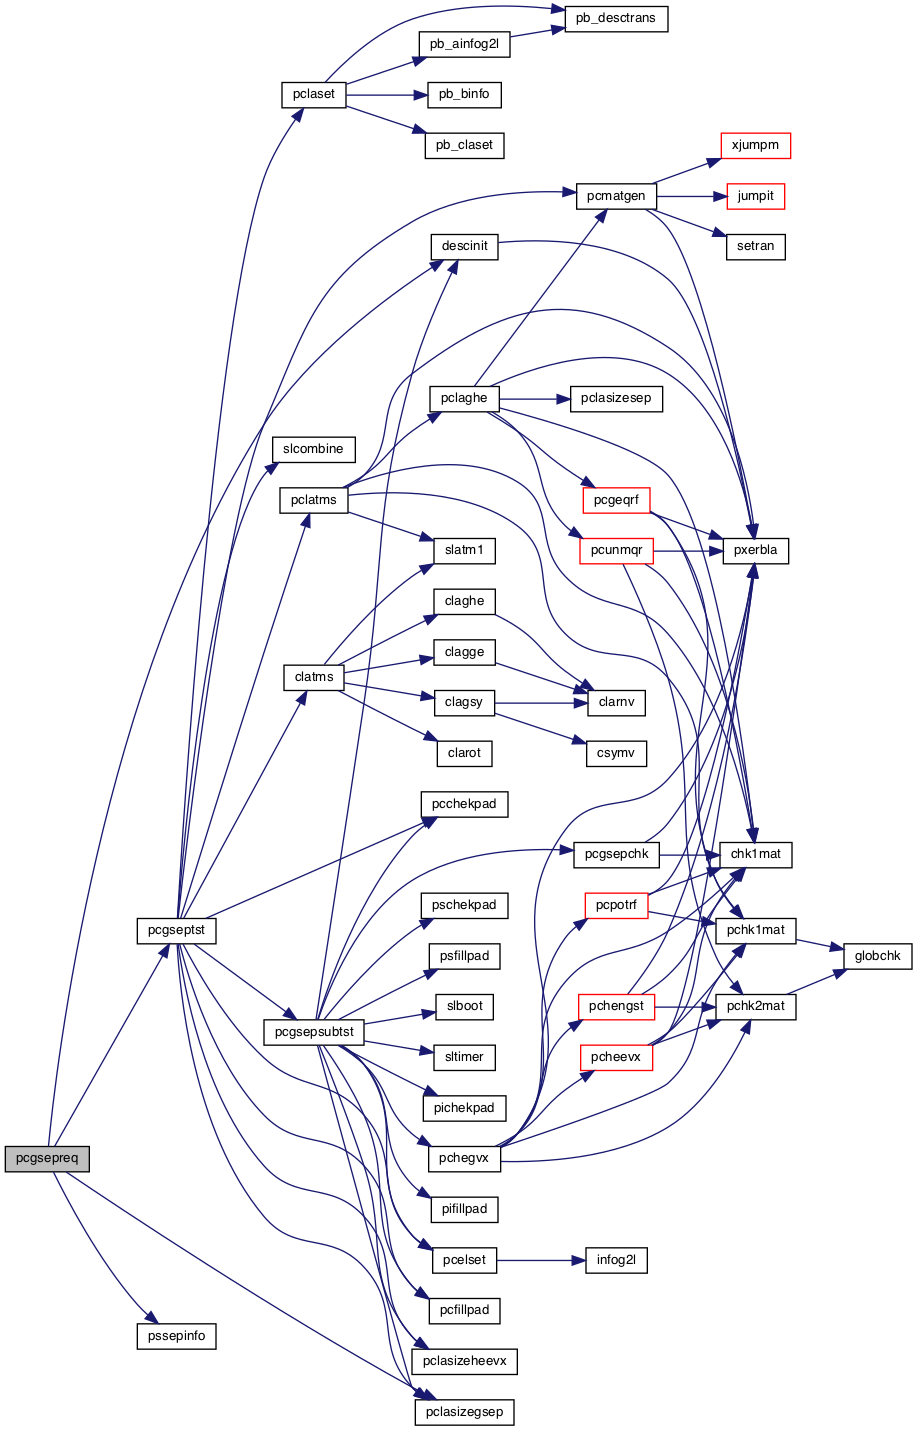 pb_desctrans
pb_ainfog2l
pclaset
pb_binfo
pb_claset
xjumpm
pcmatgen
jumpit
setran
descinit
pclaghe
pclasizesep
slcombine
pclatms
pcgeqrf
pcunmqr
pxerbla
slatm1
claghe
clagge
clatms
clagsy
clarnv
clarot
csymv
pcchekpad
pcgsepchk
chk1mat
pschekpad
pcpotrf
pcgseptst
pchk1mat
psfillpad
globchk
slboot
pchengst
pchk2mat
pcgsepsubtst
sltimer
pcheevx
pichekpad
pcgsepreq
pchegvx
pifillpad
pcelset
infog2l
pcfillpad
pssepinfo
pclasizeheevx
pclasizegsep